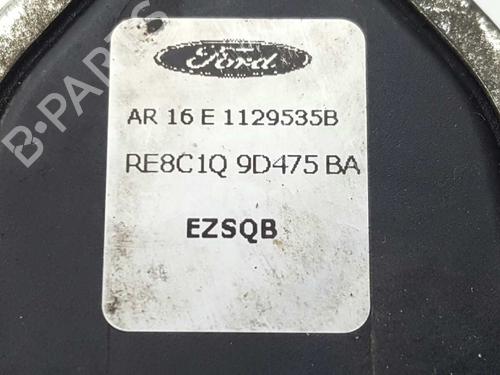 B-PARTS
Ford
AR 16 E 1129535B
RE8C1Q 9D475 BA
EZSQB